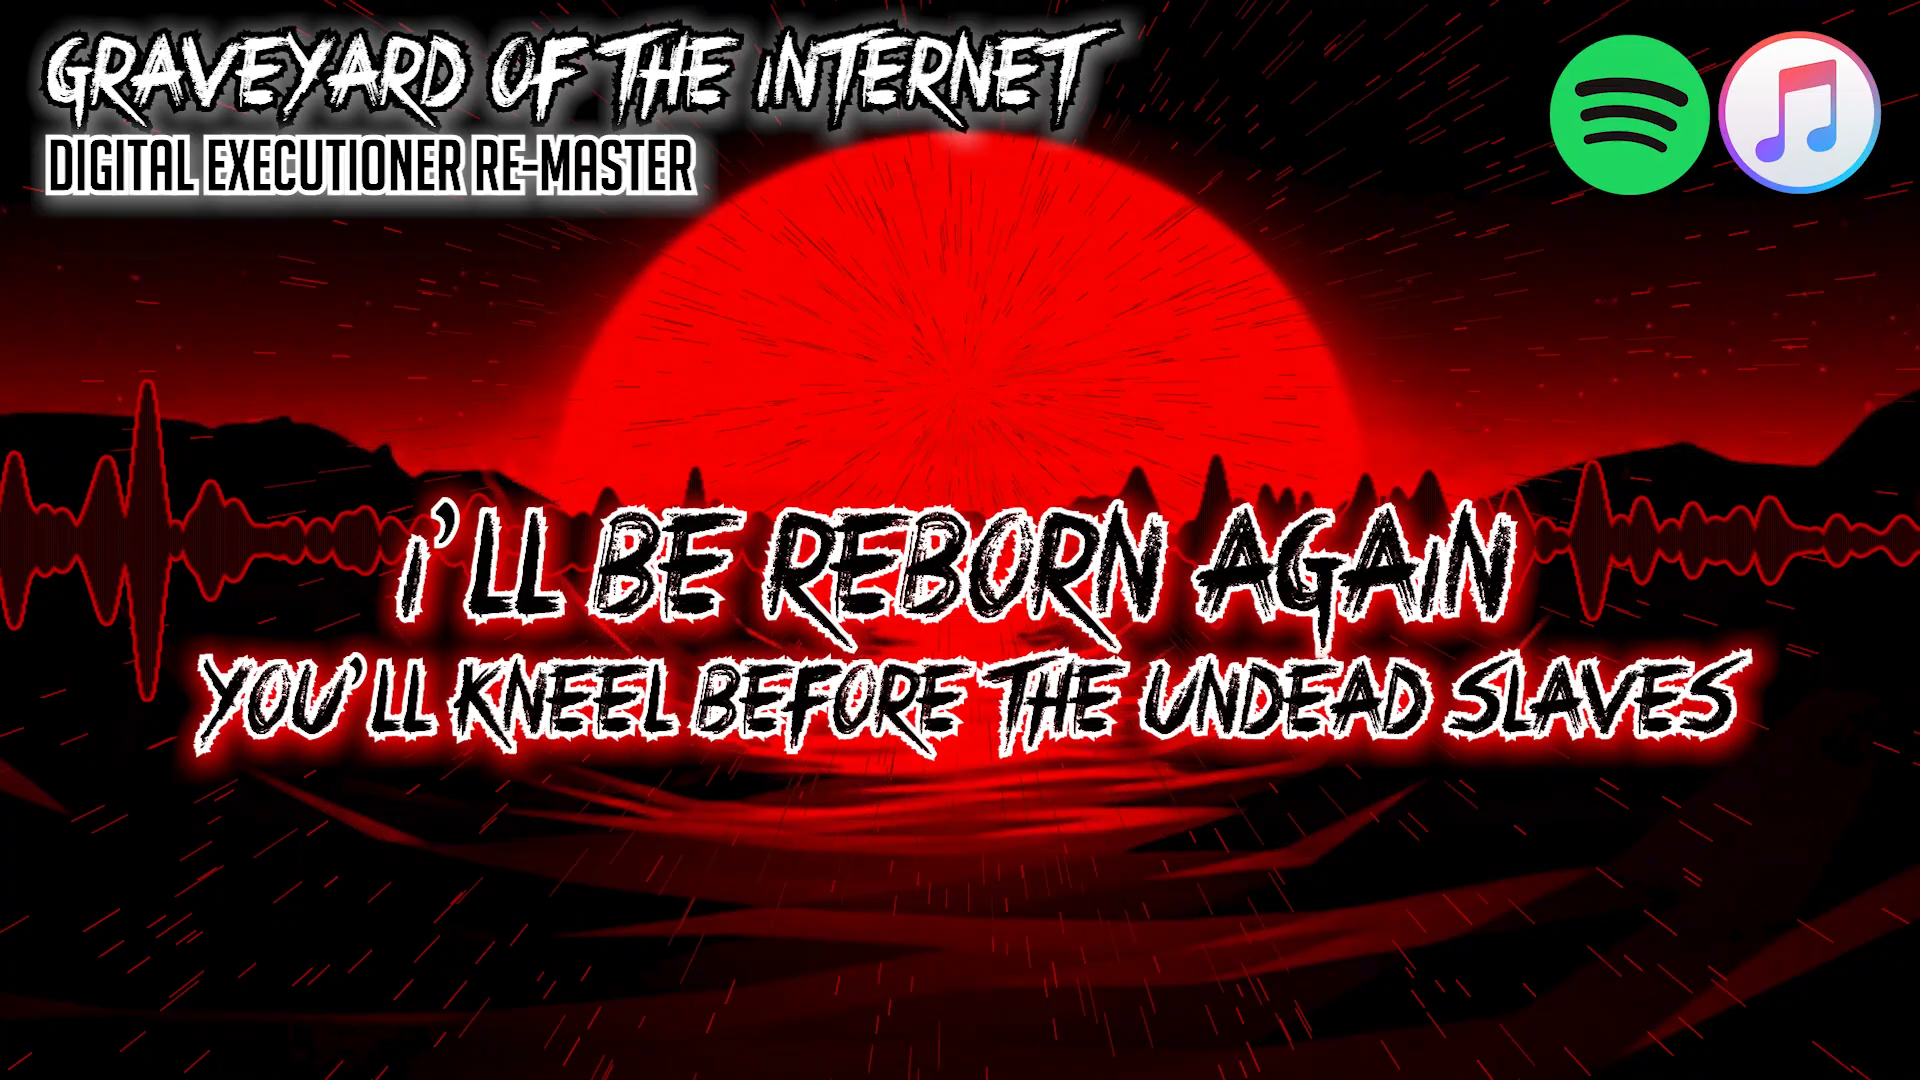 GRAVEYARD OF THE INTERNET
DIGITAL EXECUTIONER RE-MASTER
I'LL BE REBORN AGAIN
YOU'LL KNEEL BEFORE THE UNDEAD SLAVES